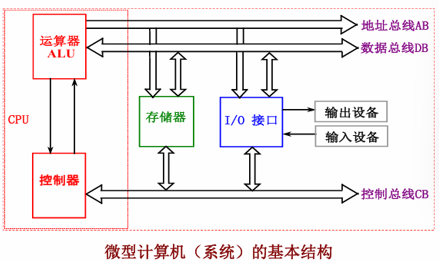 运算器
ALU
地址总线AB
数据总线DB
CPU
存储器
I/O 接口
输出设备
输入设备
控制器
控制总线CB
微型计算机（系统）的基本结构